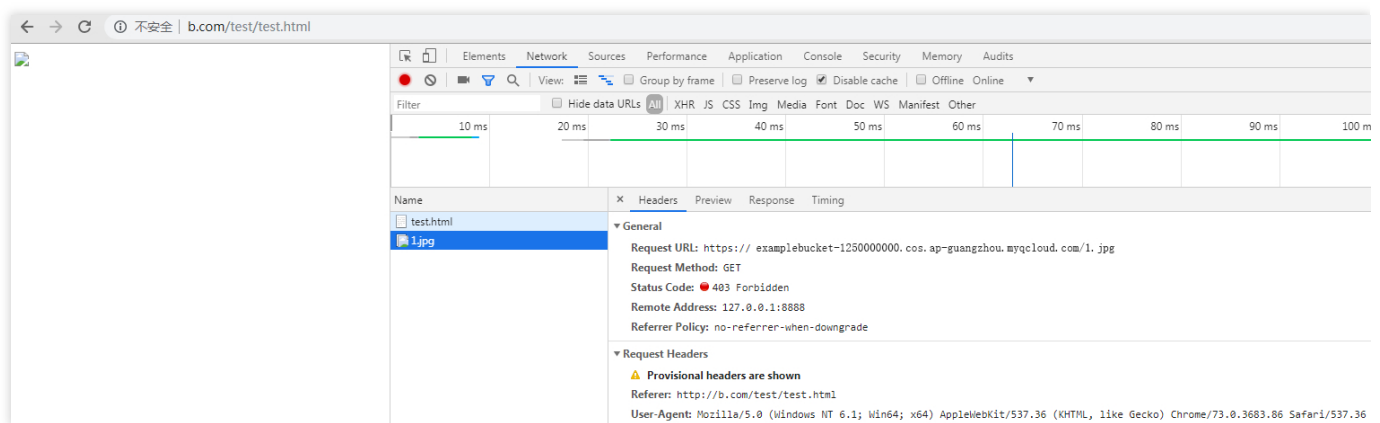 不安全 b.com/test/test.html
Elements Network Sources Performance Application Console Security Memory Audits
View: Group by frame Preserve log Disable cache Offline Online
Filter Hide data URLs All XHR JS CSS Img Media Font Doc WS Manifest Other
10 ms 20 ms 30 ms 40 ms 50 ms 60 ms 70 ms 80 ms 90 ms 100 m
Name × Headers Preview Response Timing
test.html
1.jpg
General
Request URL: https:// examplebucket-1250000000.cos.ap-guangzhou.myqcloud.com/1.jpg
Request Method: GET
Status Code: 403 Forbidden
Remote Address: 127.0.0.1:8888
Referrer Policy: no-referrer-when-downgrade
Request Headers
Provisional headers are shown
Referer: http://b.com/test/test.html
User-Agent: Mozilla/5.0 (Windows NT 6.1; Win64; x64) AppleWebKit/537.36 (KHTML, like Gecko) Chrome/73.0.3683.86 Safari/537.36